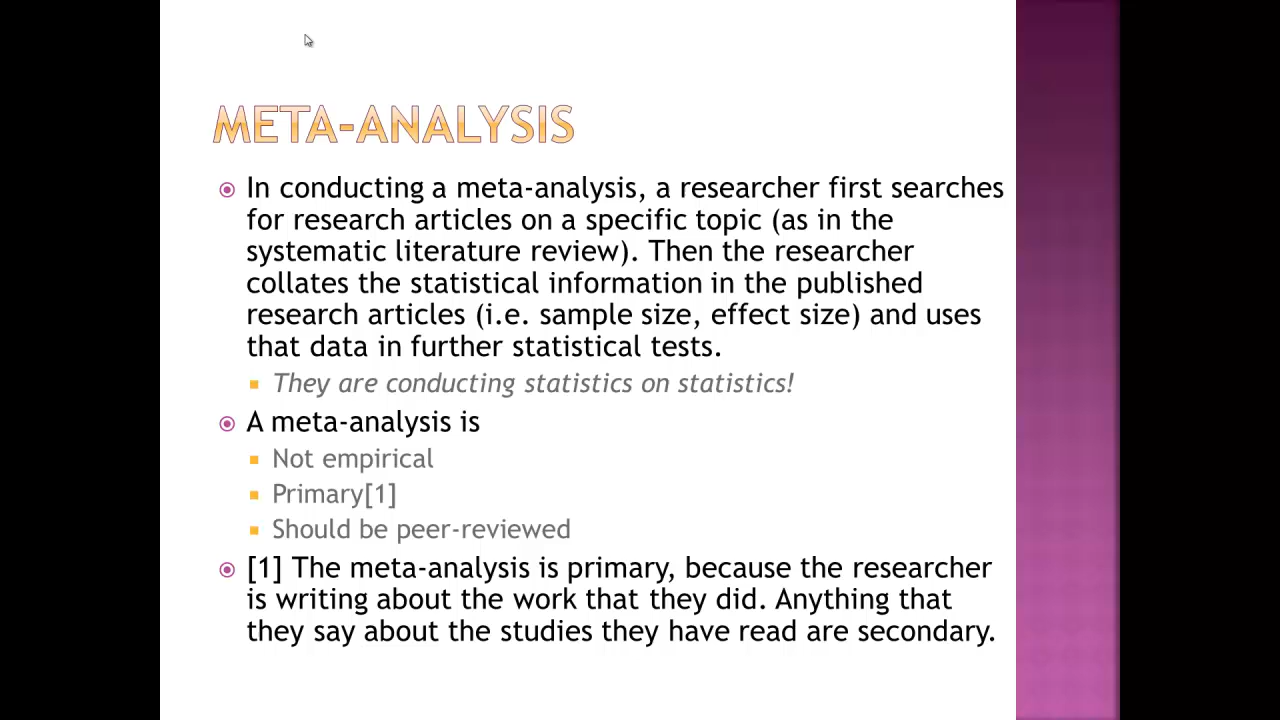 META-ANALYSIS
In conducting a meta-analysis, a researcher first searches
for research articles on a specific topic (as in the
systematic literature review). Then the researcher
collates the statistical information in the published
research articles (i.e. sample size, effect size) and uses
that data in further statistical tests.
They are conducting statistics on statistics!
A meta-analysis is
Not empirical
Primary[1]
Should be peer-reviewed
[1] The meta-analysis is primary, because the researcher
is writing about the work that they did. Anything that
they say about the studies they have read are secondary.